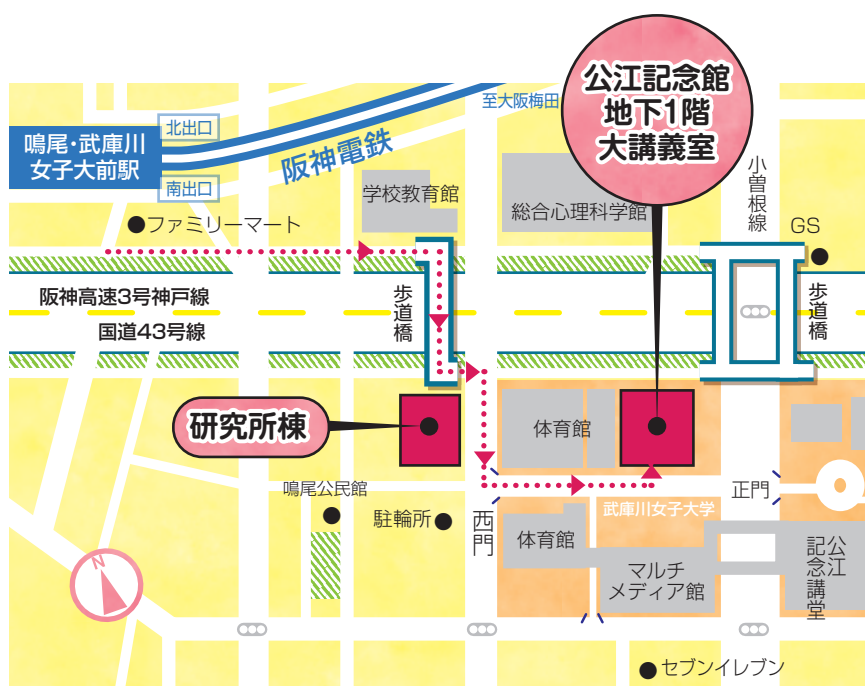 公江記念館
地下1階
大講義室
至大阪梅田
北出口
鳴尾・武庫川
女子大前駅
南出口
阪神電鉄
学校教育館
総合心理科学館
小曽根線
GS
ファミリーマート
阪神高速3号神戸線
国道43号線
歩道橋
歩道橋
研究所棟
体育館
鳴尾公民館
駐輪所
西門
武庫川女子大学
正門
体育館
マルチ
メディア館
公江
記念講堂
N
セブンイレブン